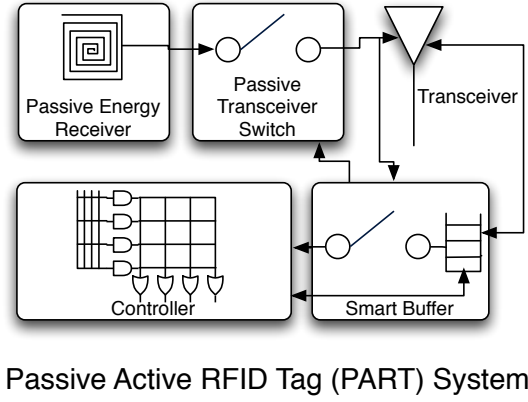 Passive Energy
Receiver
Passive
Transceiver
Switch
Transceiver
Controller
Smart Buffer
Passive Active RFID Tag (PART) System